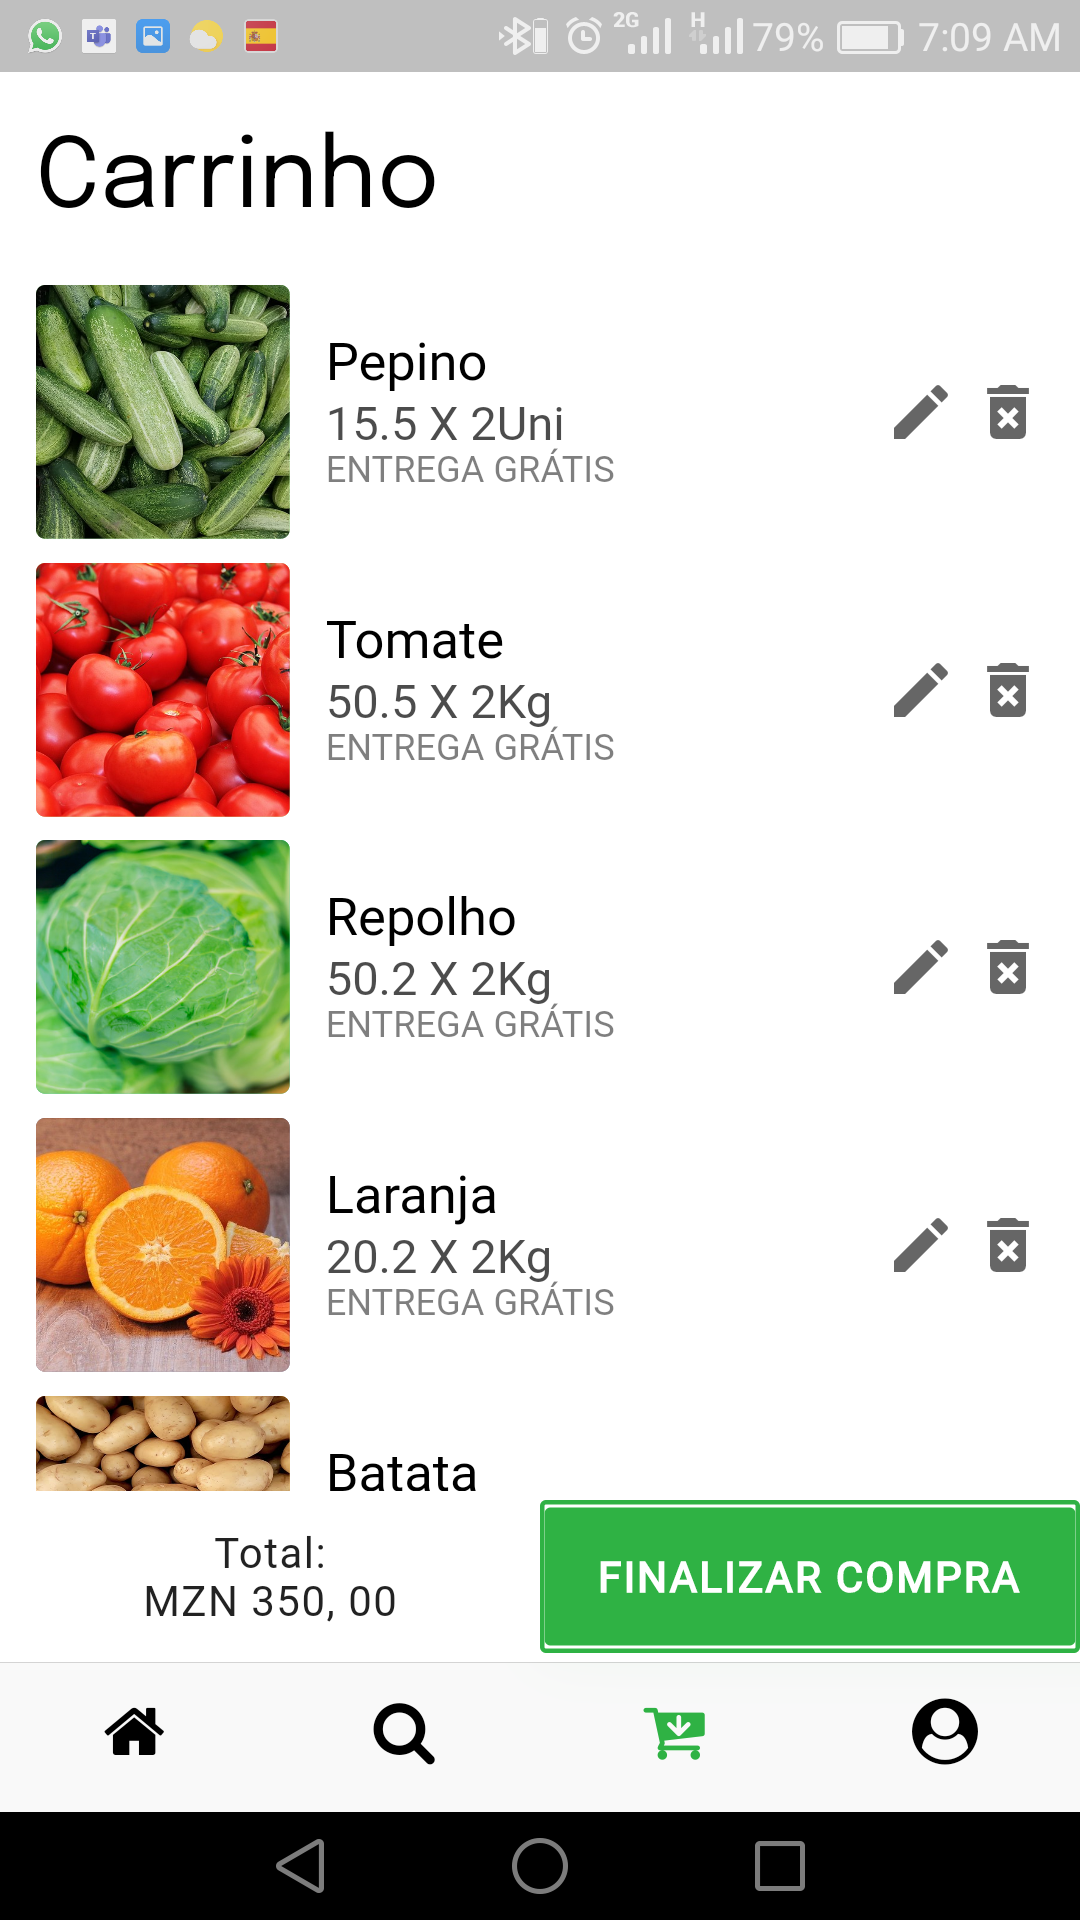 2G H 79% 7:09 AM
Carrinho
Pepino
15.5 X 2Uni
ENTREGA GRÁTIS
Tomate
50.5 X 2Kg
ENTREGA GRÁTIS
Repolho
50.2 X 2Kg
ENTREGA GRÁTIS
Laranja
20.2 X 2Kg
ENTREGA GRÁTIS
Batata
Total:
MZN 350, 00
FINALIZAR COMPRA